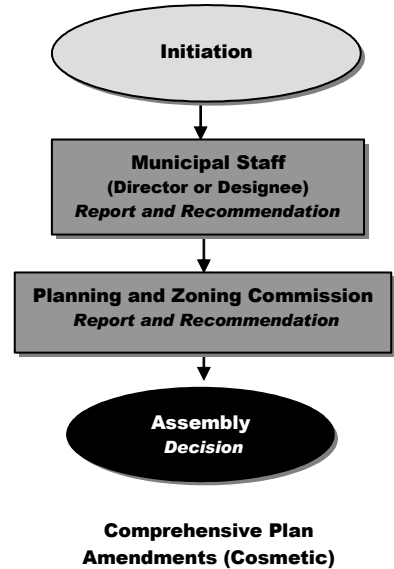 Initiation
Municipal Staff
(Director or Designee)
Report and Recommendation
Planning and Zoning Commission
Report and Recommendation
Assembly
Decision
Comprehensive Plan
Amendments (Cosmetic)